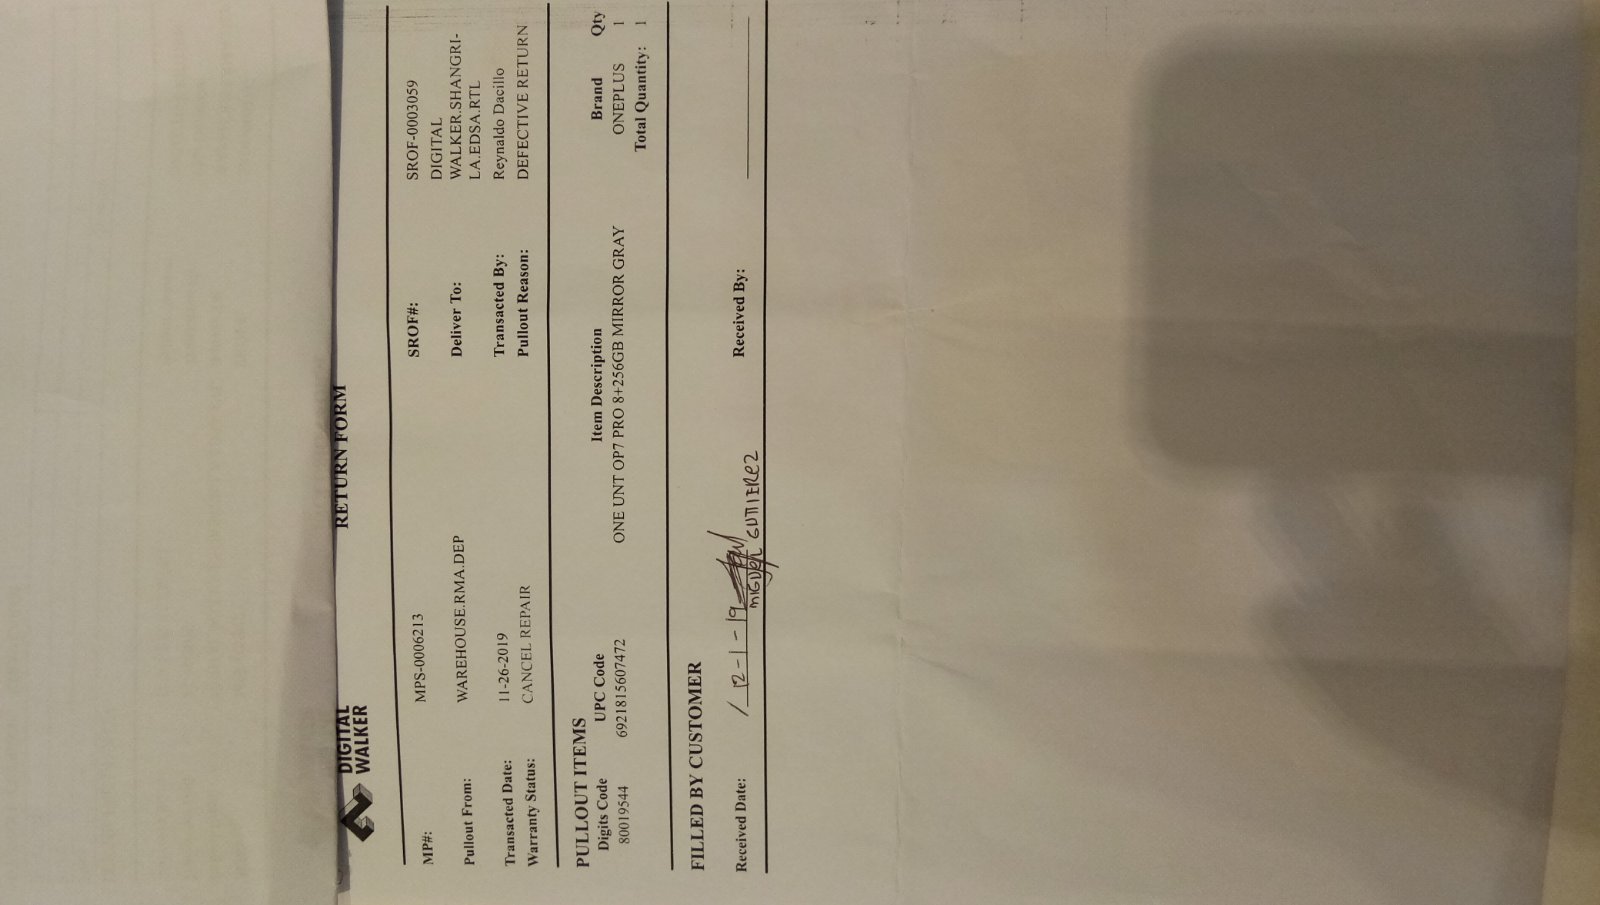 DIGITAL
WALKER
RETURN FORM
MP#: MPS-0006213 SROF#: SROF-0003059
Pullout From: WAREHOUSE.RMA.DEP Deliver To: DIGITAL
WALKER.SHANGRI-
LA.EDSA.RTL
Transacted Date: 11-26-2019 Transacted By: Reynaldo Dacillo
Warranty Status: CANCEL REPAIR Pullout Reason: DEFECTIVE RETURN
PULLOUT ITEMS
Digits Code UPC Code Item Description Brand Qty
80019544 6921815607472 ONE UNT OP7 PRO 8+256GB MIRROR GRAY ONEPLUS 1
Total Quantity: 1
FILLED BY CUSTOMER
Received Date: / 12-1-19 Received By:
MIGUEL GUTIEREZ